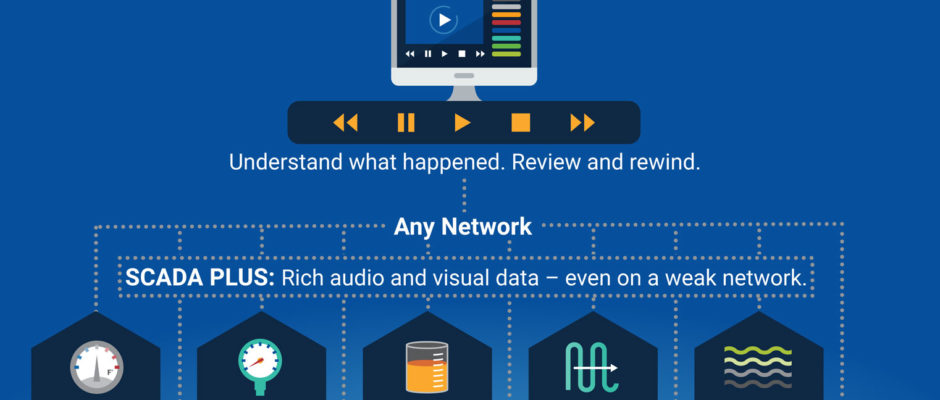 Understand what happened. Review and rewind.
Any Network
SCADA PLUS: Rich audio and visual data – even on a weak network.
F°